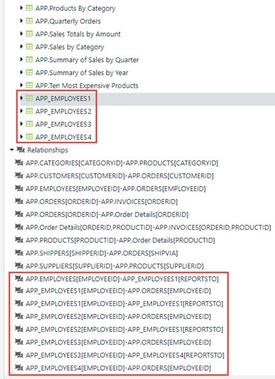 APP.Products By Category
APP.Quarterly Orders
APP.Sales Totals by Amount
APP.Sales by Category
APP.Summary of Sales by Quarter
APP.Summary of Sales by Year
APP.Ten Most Expensive Products
APP_EMPLOYEES1
APP_EMPLOYEES2
APP_EMPLOYEES3
APP_EMPLOYEES4
Relationships
APP.CATEGORIES[CATEGORYID]-APP.PRODUCTS[CATEGORYID]
APP.CUSTOMERS[CUSTOMERID]-APP.ORDERS[CUSTOMERID]
APP.EMPLOYEES[EMPLOYEEID]-APP.ORDERS[EMPLOYEEID]
APP.ORDERS[ORDERID]-APP.INVOICES[ORDERID]
APP.ORDERS[ORDERID]-APP.Order Details[ORDERID]
APP.Order Details[ORDERID,PRODUCTID]-APP.INVOICES[ORDERID,PRODUCTID]
APP.PRODUCTS[PRODUCTID]-APP.Order Details[PRODUCTID]
APP.SHIPPERS[SHIPPERID]-APP.ORDERS[SHIPVIA]
APP.SUPPLIERS[SUPPLIERID]-APP.PRODUCTS[SUPPLIERID]
APP.EMPLOYEES[EMPLOYEEID]-APP_EMPLOYEES1[REPORTSTO]
APP_EMPLOYEES1[EMPLOYEEID]-APP.ORDERS[EMPLOYEEID]
APP_EMPLOYEES2[EMPLOYEEID]-APP_EMPLOYEES1[REPORTSTO]
APP_EMPLOYEES2[EMPLOYEEID]-APP.ORDERS[EMPLOYEEID]
APP_EMPLOYEES3[EMPLOYEEID]-APP_EMPLOYEES1[REPORTSTO]
APP_EMPLOYEES3[EMPLOYEEID]-APP.ORDERS[EMPLOYEEID]
APP_EMPLOYEES3[EMPLOYEEID]-APP_EMPLOYEES4[REPORTSTO]
APP_EMPLOYEES4[EMPLOYEEID]-APP.ORDERS[EMPLOYEEID]